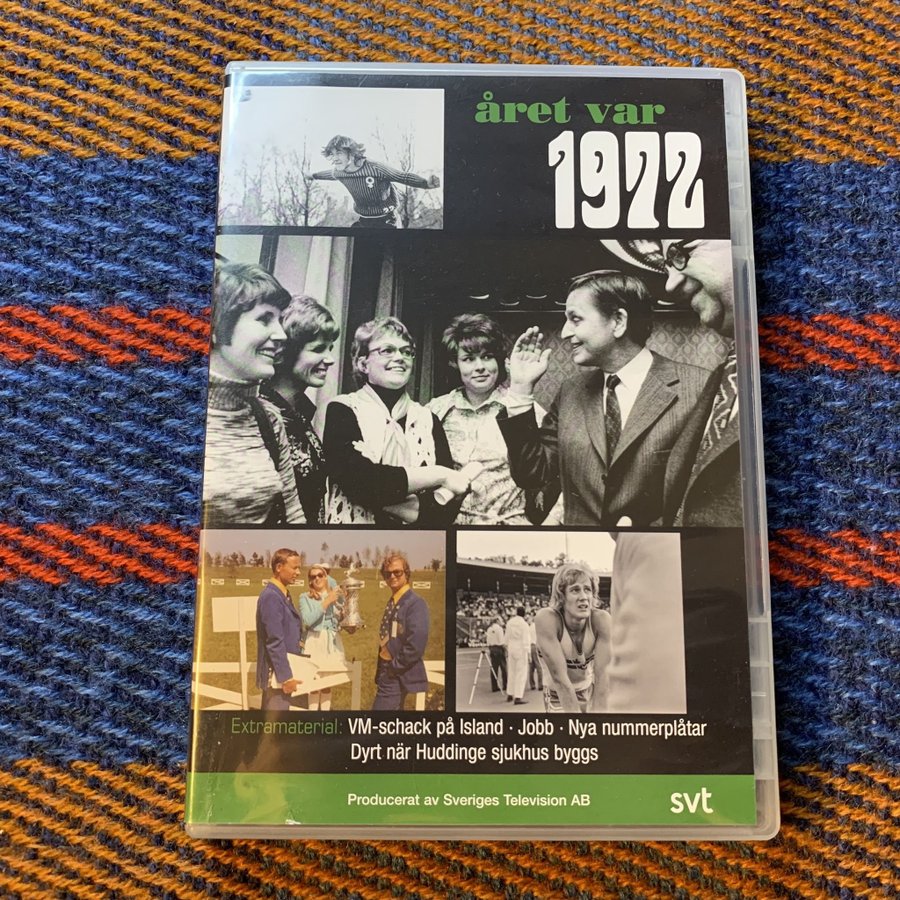 året var
1972
Extramaterial: VM-schack på Island · Jobb · Nya nummerplåtar
Dyrt när Huddinge sjukhus byggs
Producerat av Sveriges Television AB
svt